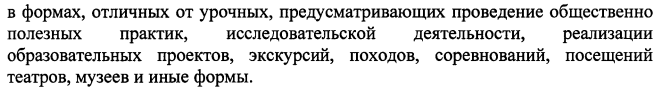 в формах, отличных от урочных, предусматривающих проведение общественно
полезных практик, исследовательской деятельности, реализации
образовательных проектов, экскурсий, походов, соревнований, посещений
театров, музеев и иные формы.